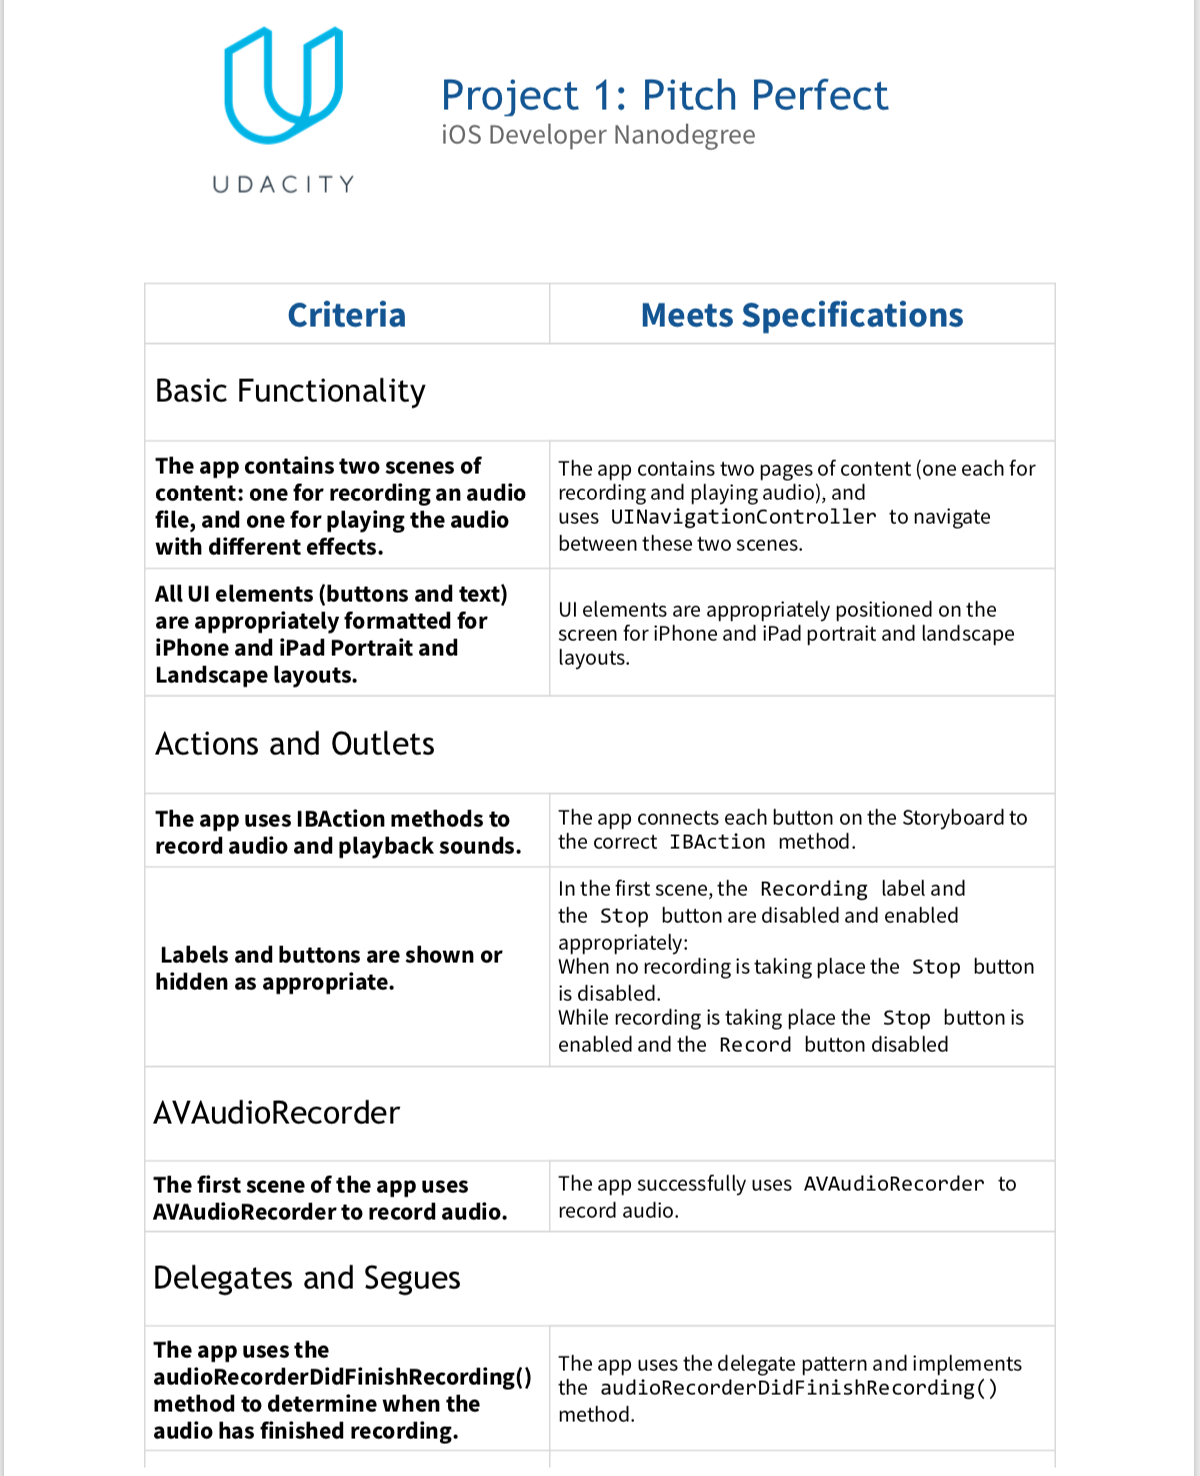 UDACITY
Project 1: Pitch Perfect
iOS Developer Nanodegree
Criteria
Meets Specifications
Basic Functionality
The app contains two scenes of
content: one for recording an audio
file, and one for playing the audio
with different effects.
The app contains two pages of content (one each for
recording and playing audio), and
uses UINavigationController to navigate
between these two scenes.
All UI elements (buttons and text)
are appropriately formatted for
iPhone and iPad Portrait and
Landscape layouts.
UI elements are appropriately positioned on the
screen for iPhone and iPad portrait and landscape
layouts.
Actions and Outlets
The app uses IBAction methods to
record audio and playback sounds.
The app connects each button on the Storyboard to
the correct IBAction method.
Labels and buttons are shown or
hidden as appropriate.
In the first scene, the Recording label and
the Stop button are disabled and enabled
appropriately:
When no recording is taking place the Stop button
is disabled.
While recording is taking place the Stop button is
enabled and the Record button disabled
AVAudioRecorder
The first scene of the app uses
AVAudioRecorder to record audio.
The app successfully uses AVAudioRecorder to
record audio.
Delegates and Segues
The app uses the
audioRecorderDidFinishRecording()
method to determine when the
audio has finished recording.
The app uses the delegate pattern and implements
the audioRecorderDidFinishRecording()
method.